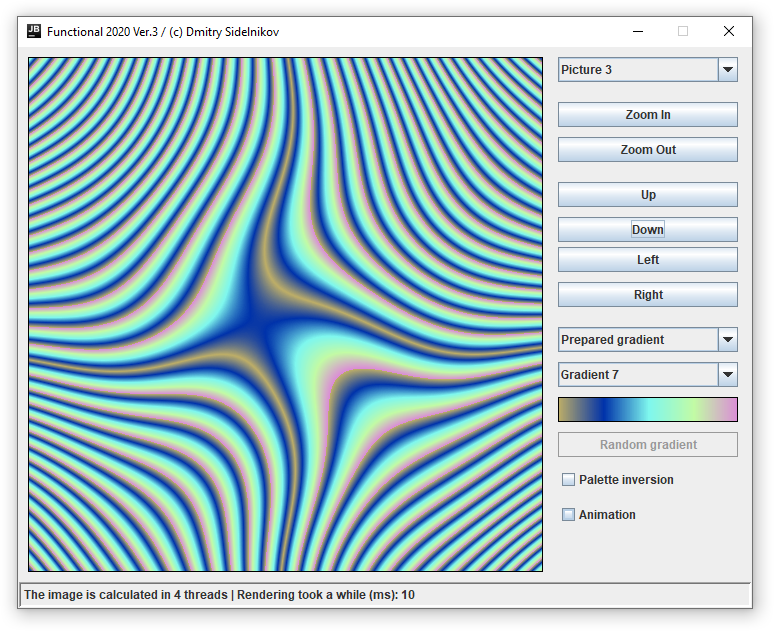 JB
Functional 2020 Ver.3 / (c) Dmitry Sidelnikov
Picture 3
Zoom In
Zoom Out
Up
Down
Left
Right
Prepared gradient
Gradient 7
Random gradient
Palette inversion
Animation
The image is calculated in 4 threads | Rendering took a while (ms): 10